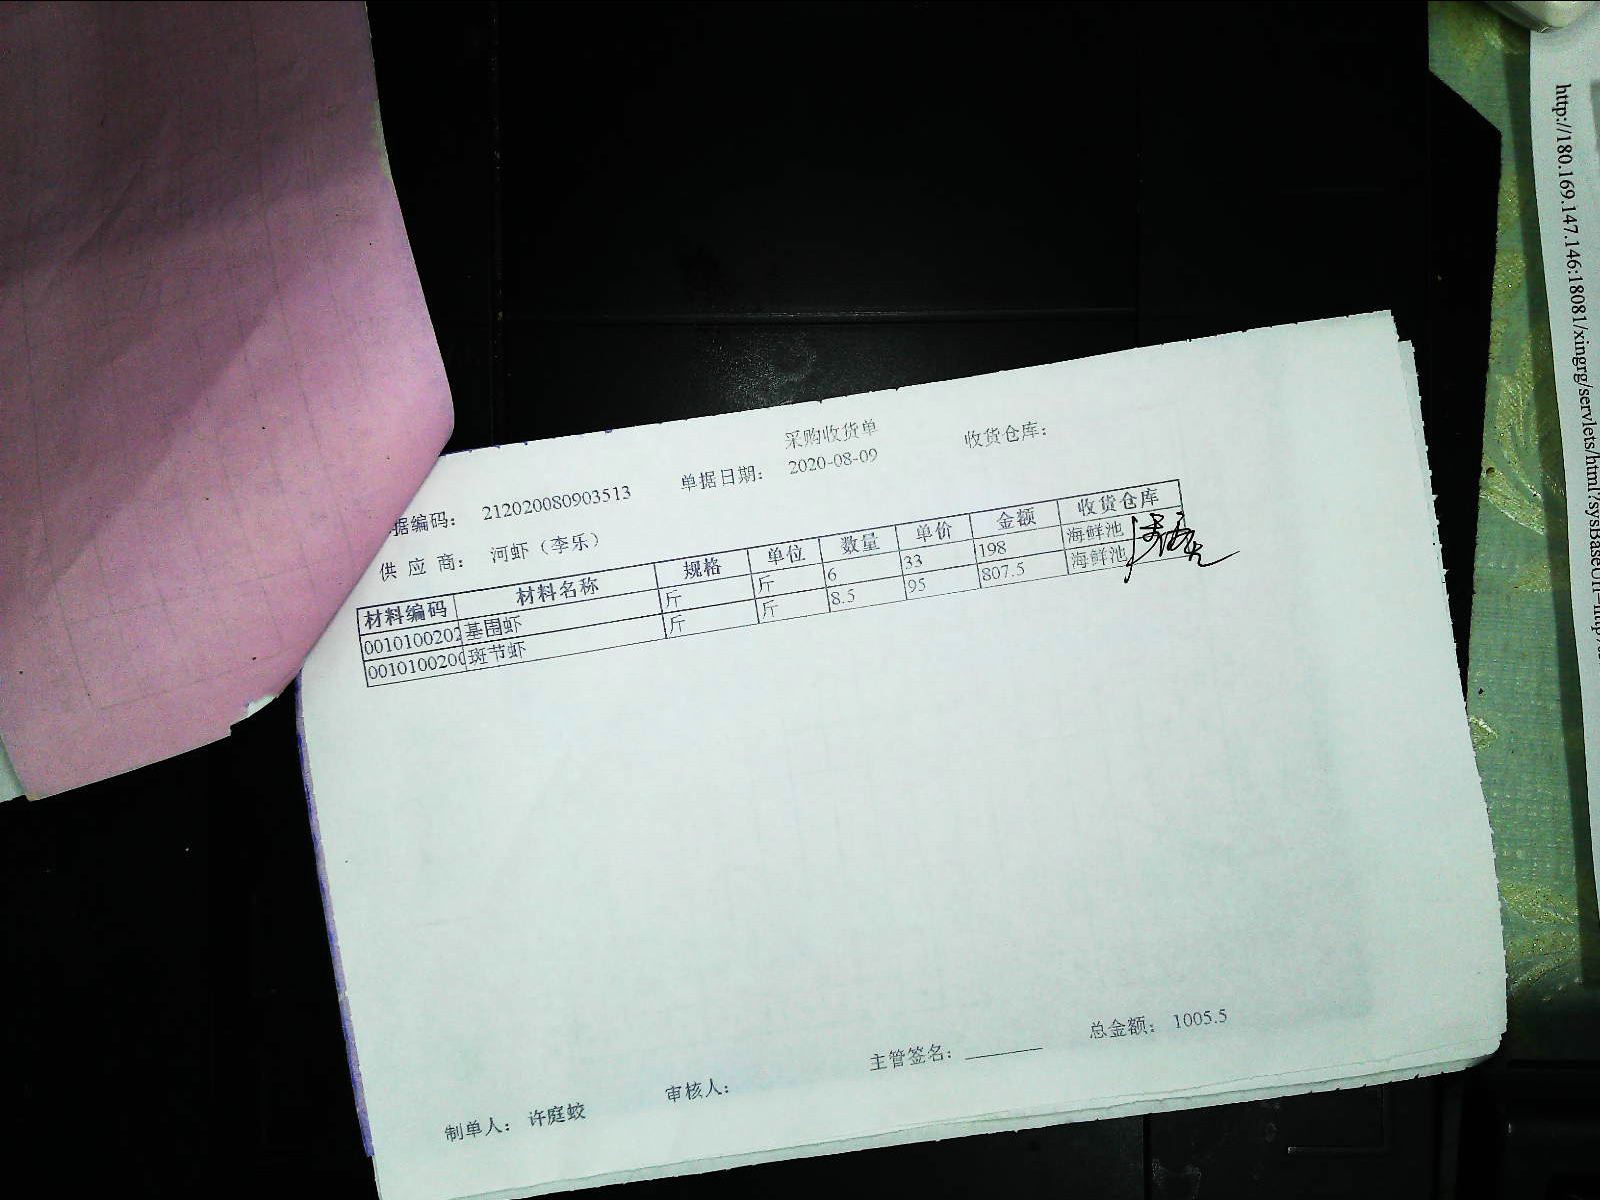 采购收货单
据编码： 212020080903513 单据日期： 2020-08-09 收货仓库：
供 应 商： 河虾（李乐）
材料编码 材料名称 规格 单位 数量 单价 金额 收货仓库
001010020 基围虾 斤 斤 6 33 198 海鲜池
001010020 斑节虾 斤 斤 8.5 95 807.5 海鲜池
制单人： 许庭蛟 审核人： 主管签名： 总金额： 1005.5
http://180.169.147.146:18081/xingrg/servlets/html?sysBaseUrl=http: